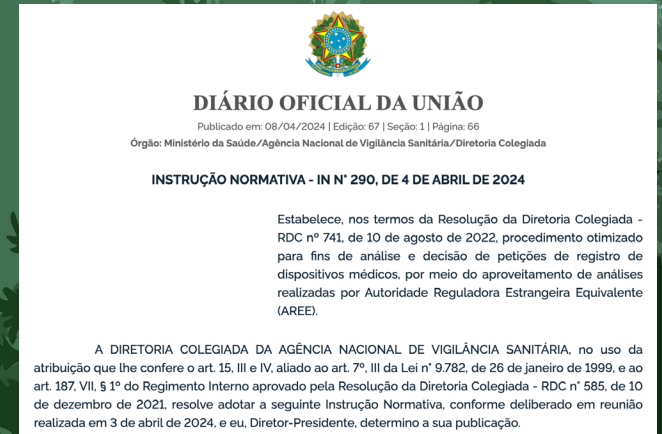 DIÁRIO OFICIAL DA UNIÃO
Publicado em: 08/04/2024 | Edição: 67 | Seção: 1 | Página: 66
Órgão: Ministério da Saúde/Agência Nacional de Vigilância Sanitária/Diretoria Colegiada
INSTRUÇÃO NORMATIVA - IN N° 290, DE 4 DE ABRIL DE 2024
Estabelece, nos termos da Resolução da Diretoria Colegiada -
RDC nº 741, de 10 de agosto de 2022, procedimento otimizado
para fins de análise e decisão de petições de registro de
dispositivos médicos, por meio do aproveitamento de análises
realizadas por Autoridade Reguladora Estrangeira Equivalente
(AREE).
A DIRETORIA COLEGIADA DA AGÊNCIA NACIONAL DE VIGILÂNCIA SANITÁRIA, no uso da
atribuição que lhe confere o art. 15, III e IV, aliado ao art. 7º, III da Lei n° 9.782, de 26 de janeiro de 1999, e ao
art. 187, VII, § 1º do Regimento Interno aprovado pela Resolução da Diretoria Colegiada - RDC n° 585, de 10
de dezembro de 2021, resolve adotar a seguinte Instrução Normativa, conforme deliberado em reunião
realizada em 3 de abril de 2024, e eu, Diretor-Presidente, determino a sua publicação.